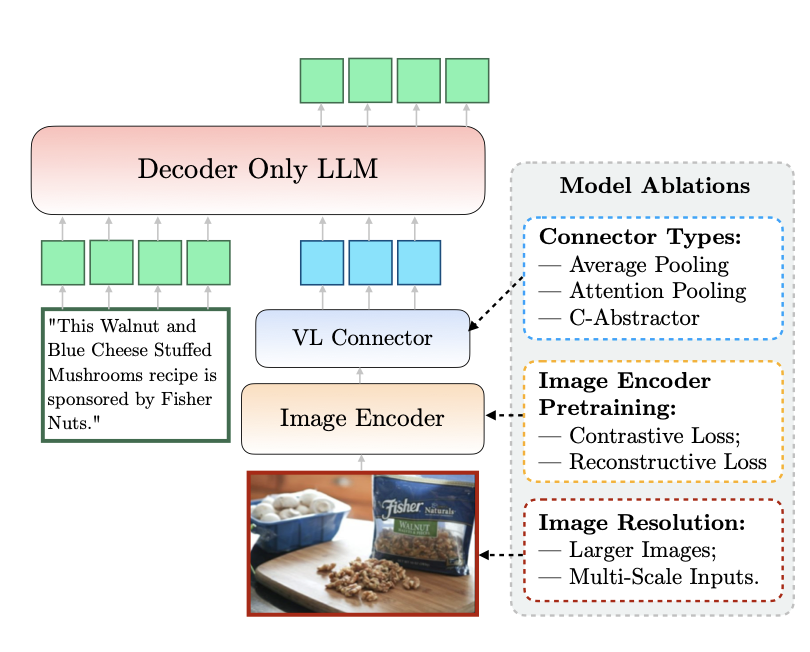 Decoder Only LLM
"This Walnut and
Blue Cheese Stuffed
Mushrooms recipe is
sponsored by Fisher
Nuts."
VL Connector
Image Encoder
Fisher
Naturals
WALNUT
Model Ablations
Connector Types:
— Average Pooling
— Attention Pooling
— C-Abstractor
Image Encoder
Pretraining:
— Contrastive Loss;
— Reconstructive Loss
Image Resolution:
— Larger Images;
— Multi-Scale Inputs.